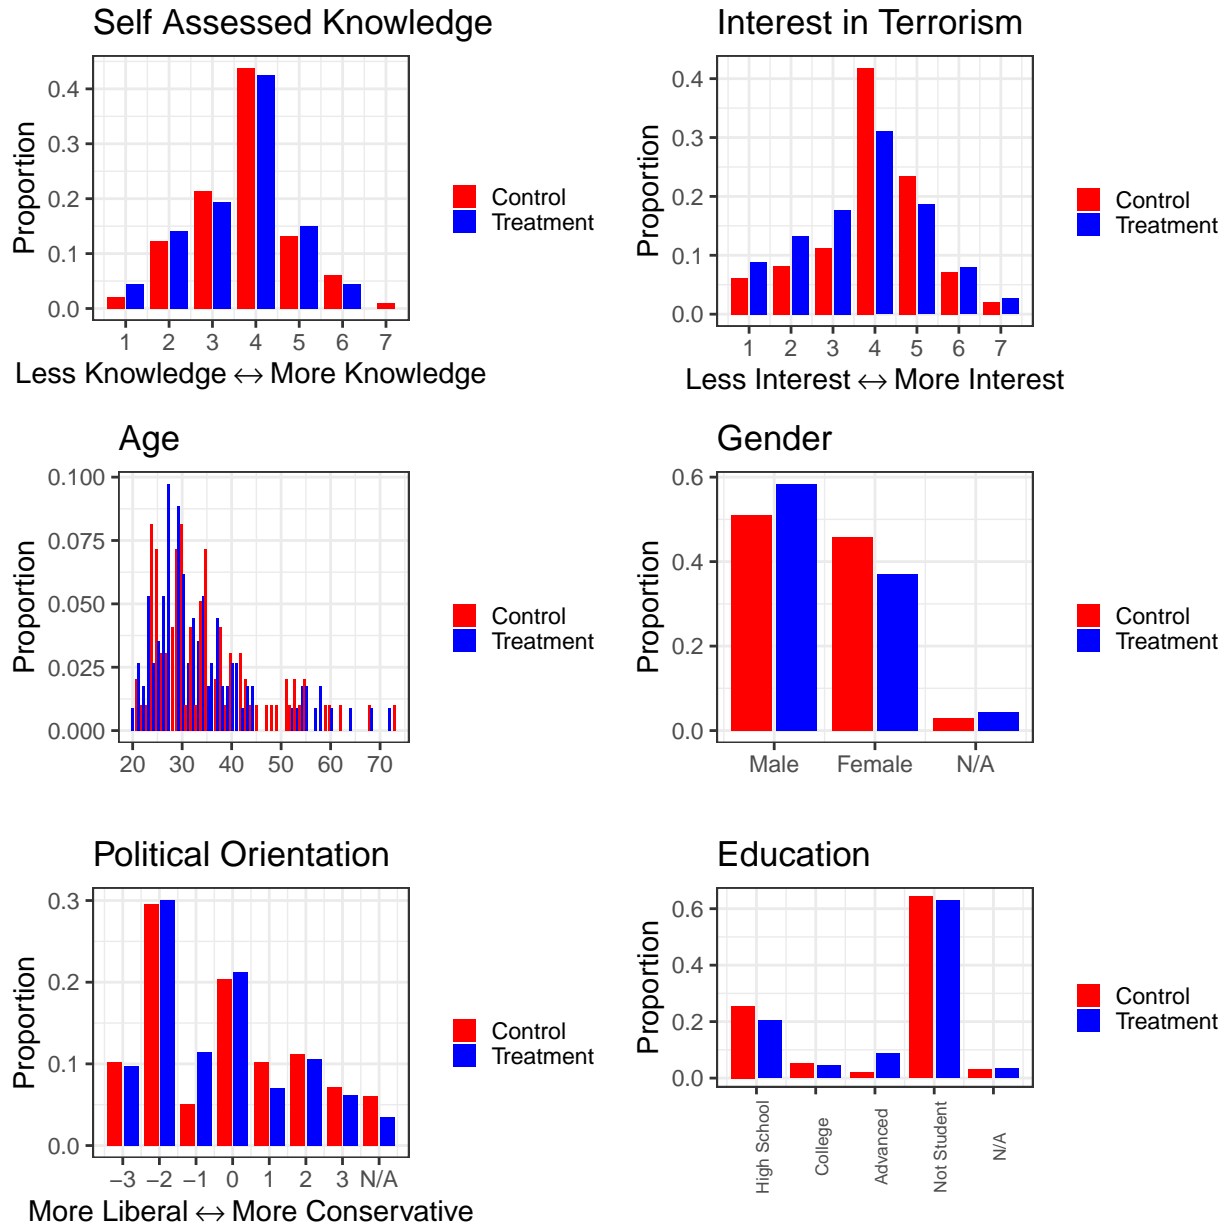 Self Assessed Knowledge
Proportion
0.4
0.3
0.2
0.1
0.0
1 2 3 4 5 6 7
Less Knowledge ↔ More Knowledge
Control
Treatment
Interest in Terrorism
Proportion
0.4
0.3
0.2
0.1
0.0
1 2 3 4 5 6 7
Less Interest ↔ More Interest
Control
Treatment
Age
Proportion
0.100
0.075
0.050
0.025
0.000
20 30 40 50 60 70
Control
Treatment
Gender
Proportion
0.6
0.4
0.2
0.0
Male Female N/A
Control
Treatment
Political Orientation
Proportion
0.3
0.2
0.1
0.0
−3 −2 −1 0 1 2 3 N/A
More Liberal ↔ More Conservative
Control
Treatment
Education
Proportion
0.6
0.4
0.2
0.0
High School
College
Advanced
Not Student
N/A
Control
Treatment